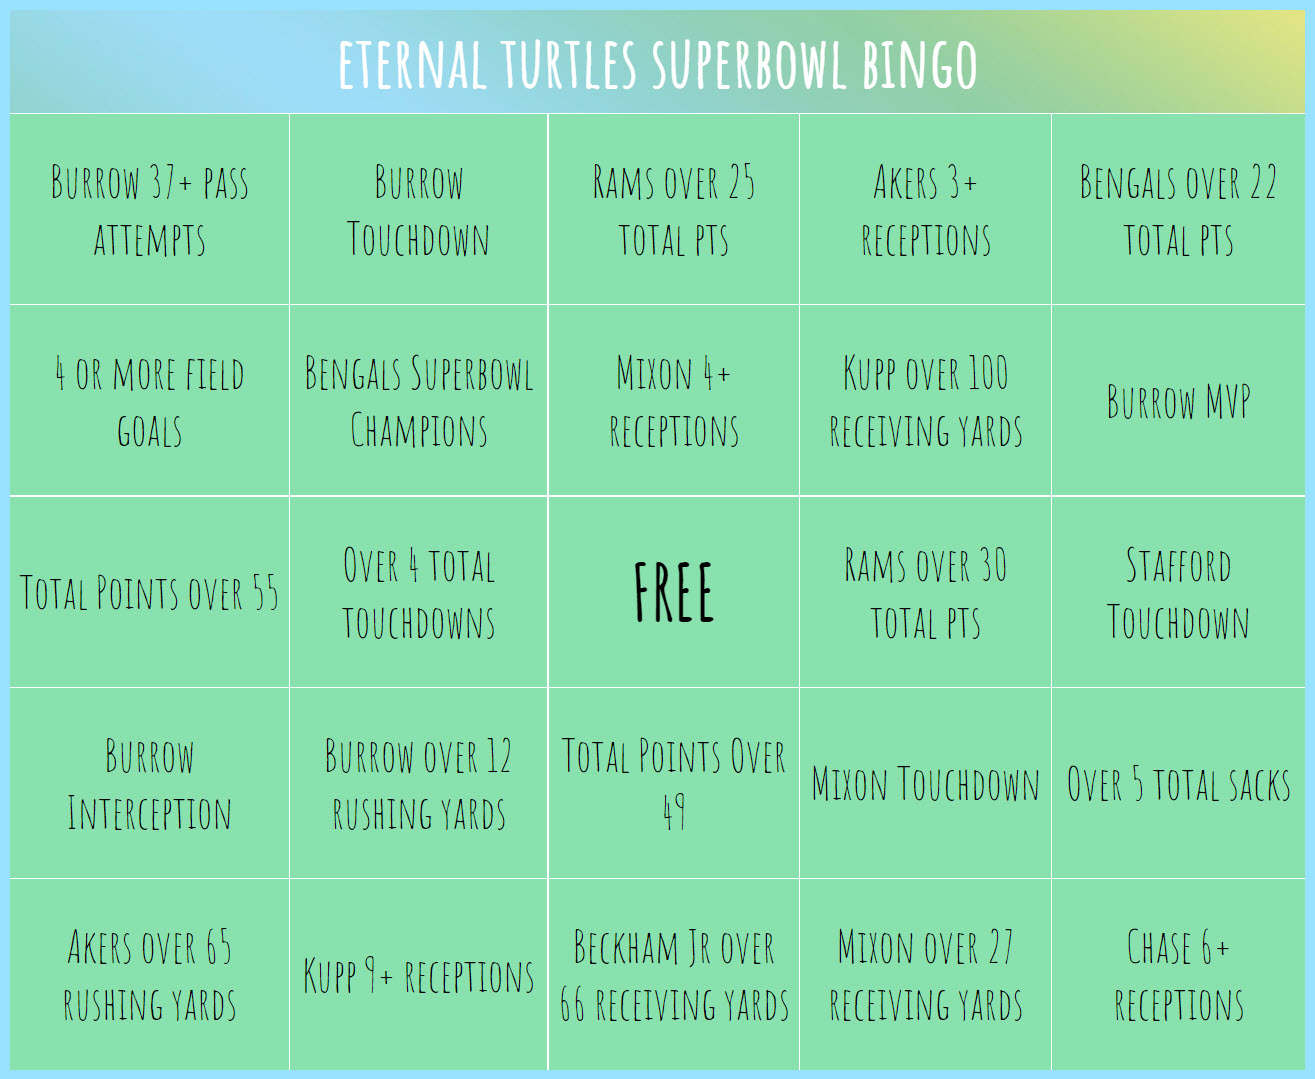 ETERNAL TURTLES SUPERBOWL BINGO
BURROW 37+ PASS
ATTEMPTS
BURROW
TOUCHDOWN
RAMS OVER 25
TOTAL PTS
AKERS 3+
RECEPTIONS
BENGALS OVER 22
TOTAL PTS
4 OR MORE FIELD
GOALS
BENGALS SUPERBOWL
CHAMPIONS
MIXON 4+
RECEPTIONS
KUPP OVER 100
RECEIVING YARDS
BURROW MVP
TOTAL POINTS OVER 55
OVER 4 TOTAL
TOUCHDOWNS
FREE
RAMS OVER 30
TOTAL PTS
STAFFORD
TOUCHDOWN
BURROW
INTERCEPTION
BURROW OVER 12
RUSHING YARDS
TOTAL POINTS OVER
49
MIXON TOUCHDOWN
OVER 5 TOTAL SACKS
AKERS OVER 65
RUSHING YARDS
KUPP 9+ RECEPTIONS
BECKHAM JR OVER
66 RECEIVING YARDS
MIXON OVER 27
RECEIVING YARDS
CHASE 6+
RECEPTIONS